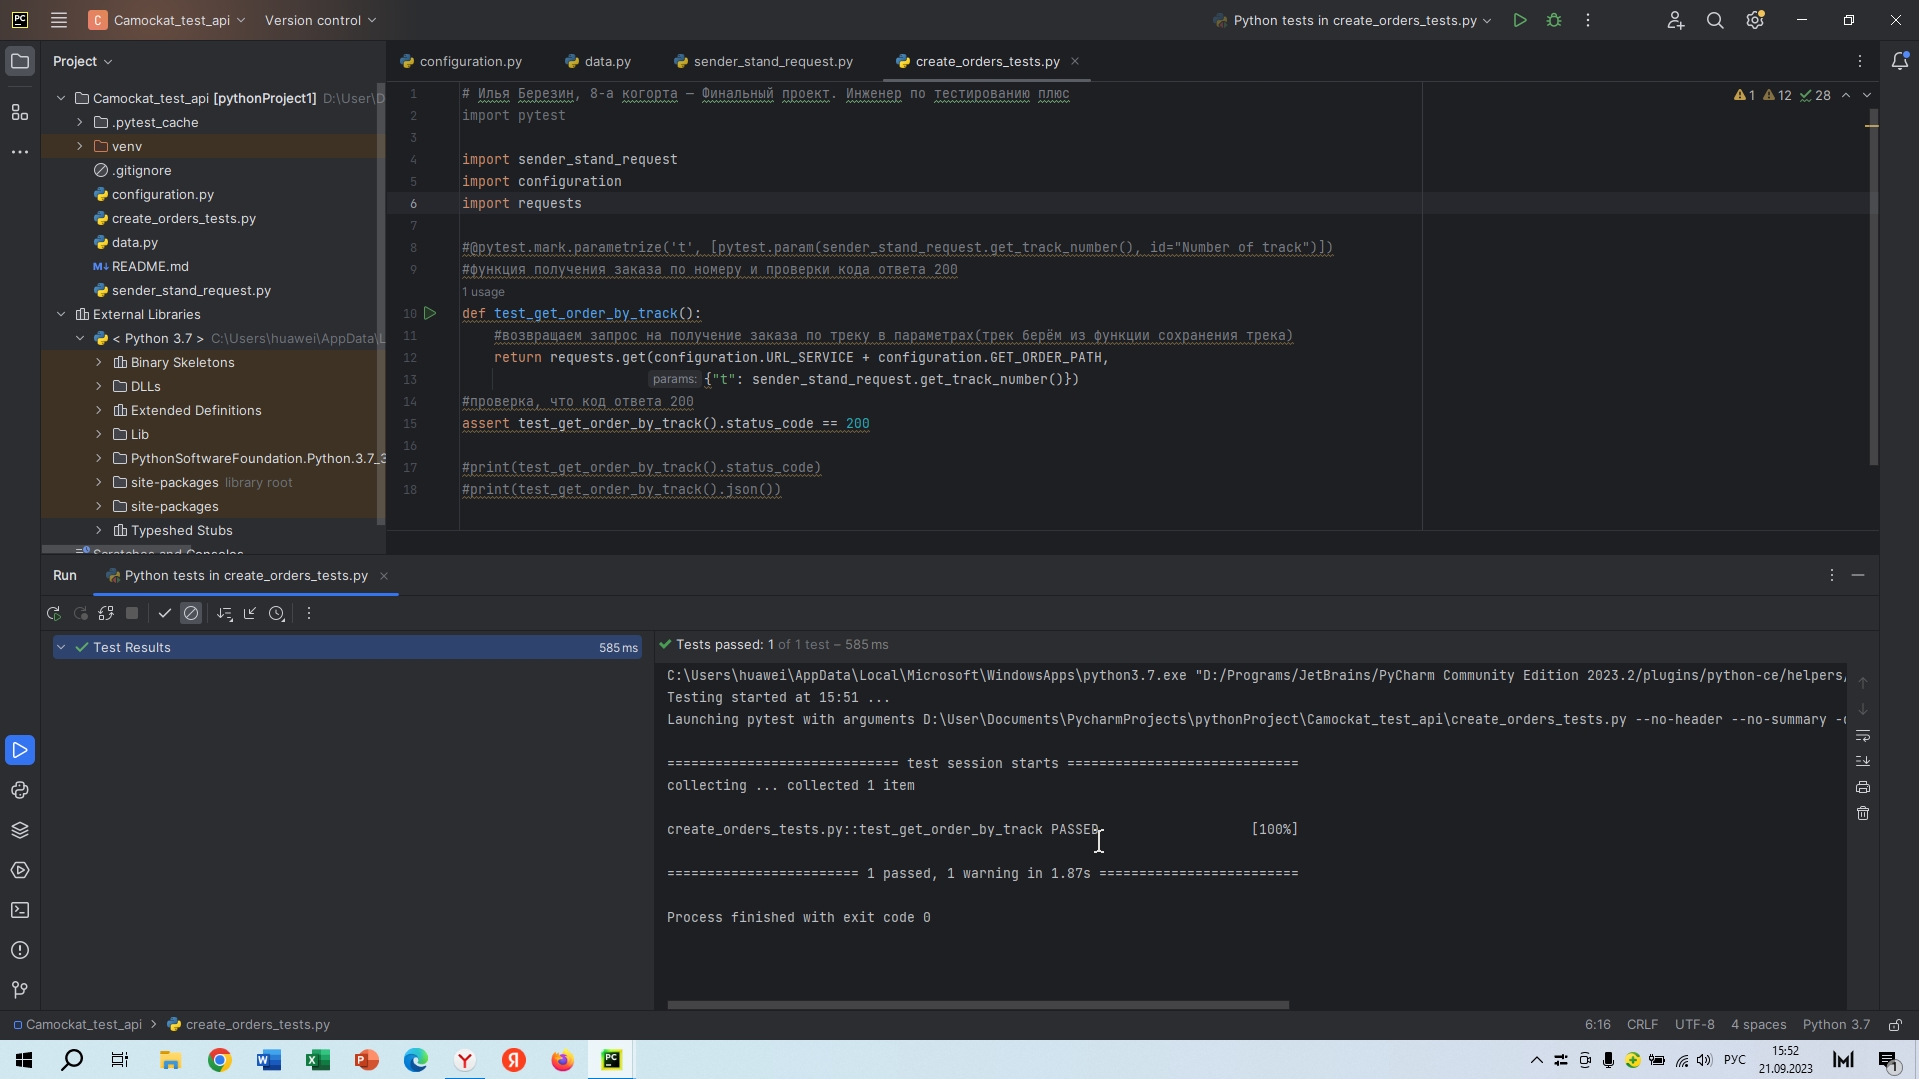 PC
C Camockat_test_api
Version control
Python tests in create_orders_tests.py
Project
configuration.py
data.py
sender_stand_request.py
create_orders_tests.py
Camockat_test_api [pythonProject1] D:\User\D
.pytest_cache
venv
.gitignore
configuration.py
create_orders_tests.py
data.py
M↓ README.md
sender_stand_request.py
External Libraries
< Python 3.7 > C:\Users\huawei\AppData\L
Binary Skeletons
DLLs
Extended Definitions
Lib
PythonSoftwareFoundation.Python.3.7_3
site-packages library root
site-packages
Typeshed Stubs
Scratches and Consoles
1 # Илья Березин, 8-а когорта — Финальный проект. Инженер по тестированию плюс
2 import pytest
3
4 import sender_stand_request
5 import configuration
6 import requests
7
8 #@pytest.mark.parametrize('t', [pytest.param(sender_stand_request.get_track_number(), id="Number of track")])
9 #функция получения заказа по номеру и проверки кода ответа 200
1 usage
10 def test_get_order_by_track():
11 #возвращаем запрос на получение заказа по треку в параметрах(трек берём из функции сохранения трека)
12 return requests.get(configuration.URL_SERVICE + configuration.GET_ORDER_PATH,
13 params: {"t": sender_stand_request.get_track_number()})
14 #проверка, что код ответа 200
15 assert test_get_order_by_track().status_code == 200
16
17 #print(test_get_order_by_track().status_code)
18 #print(test_get_order_by_track().json())
1 12 28
Run
Python tests in create_orders_tests.py
Test Results 585 ms
Tests passed: 1 of 1 test – 585 ms
C:\Users\huawei\AppData\Local\Microsoft\WindowsApps\python3.7.exe "D:/Programs/JetBrains/PyCharm Community Edition 2023.2/plugins/python-ce/helpers/
Testing started at 15:51 ...
Launching pytest with arguments D:\User\Documents\PycharmProjects\pythonProject\Camockat_test_api\create_orders_tests.py --no-header --no-summary -q
============================= test session starts =============================
collecting ... collected 1 item
create_orders_tests.py::test_get_order_by_track PASSED [100%]
======================== 1 passed, 1 warning in 1.87s =========================
Process finished with exit code 0
Camockat_test_api > create_orders_tests.py
6:16 CRLF UTF-8 4 spaces Python 3.7
РУС
15:52
21.09.2023
1